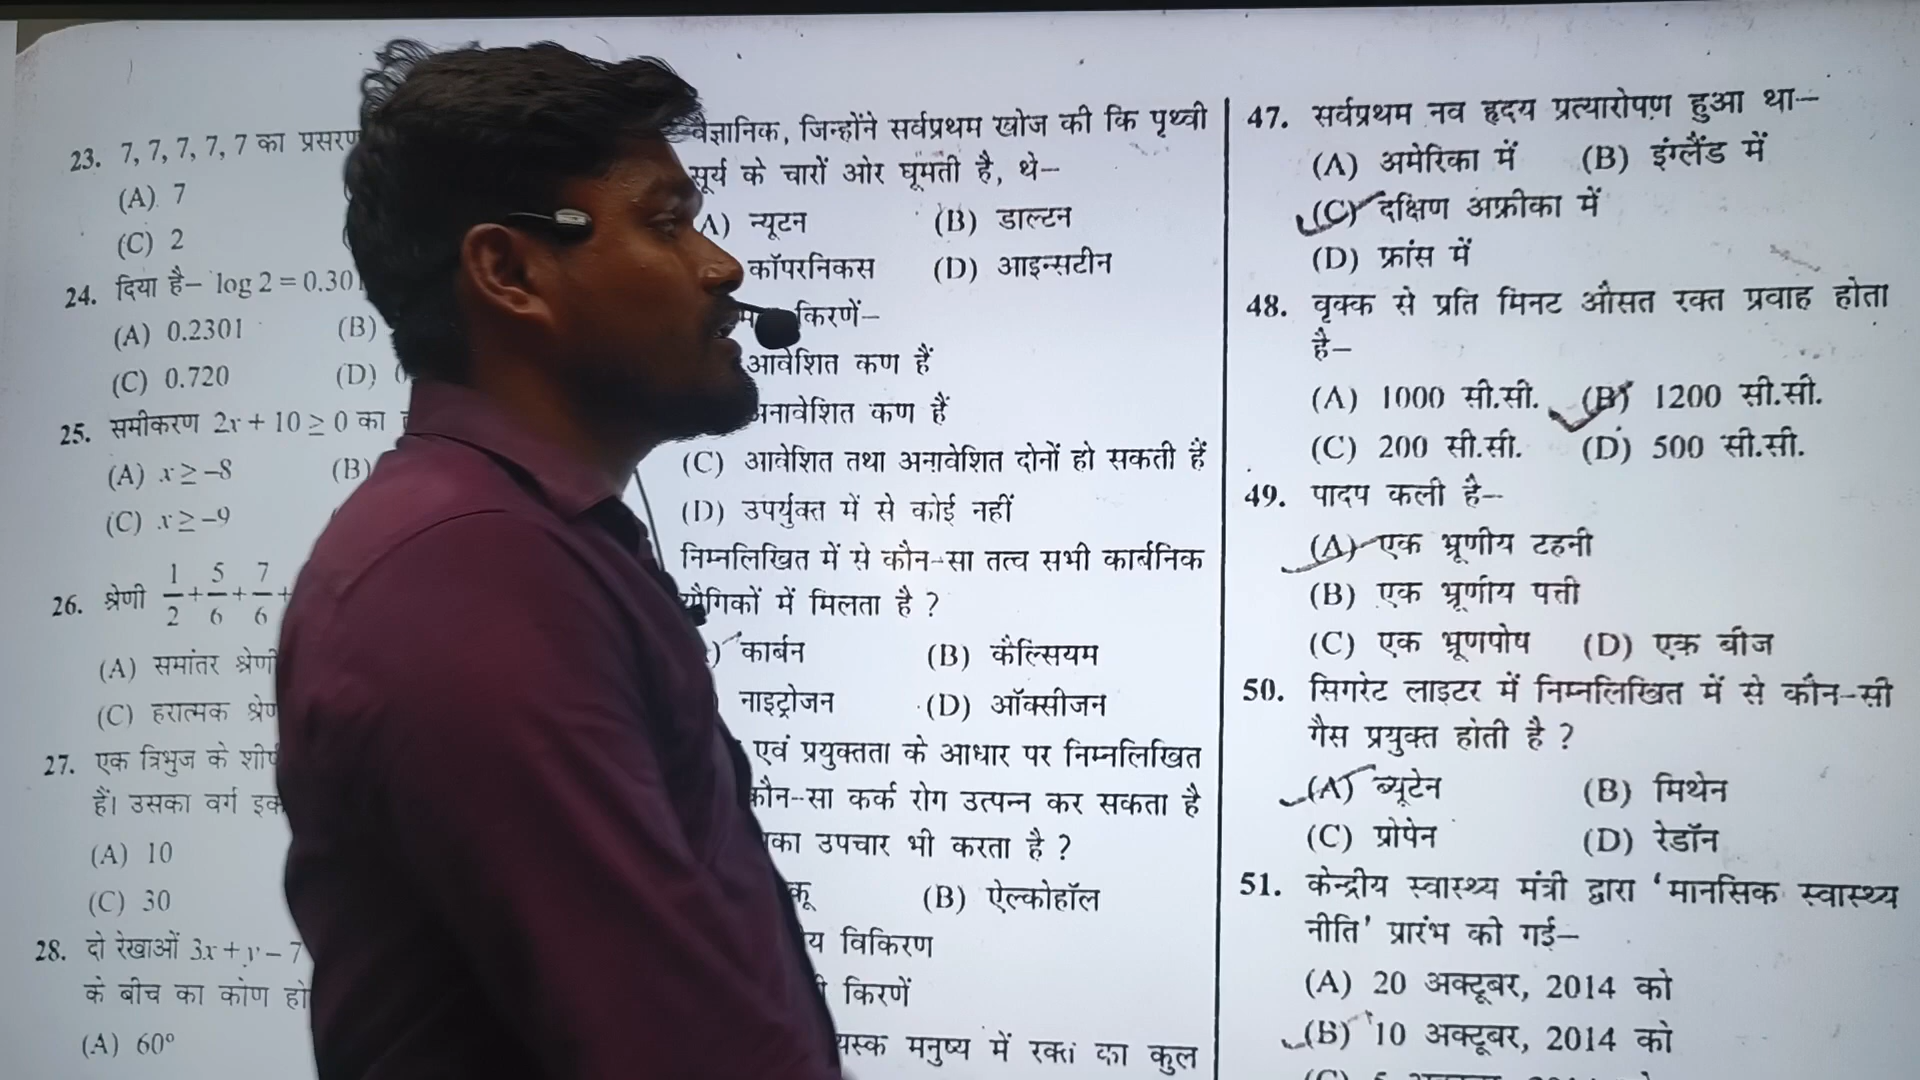 23. 7, 7, 7, 7, 7 का प्रसरण
(A) 7
(C) 2
24. दिया है– log 2 = 0.301
(A) 0.2301 (B)
(C) 0.720 (D)
25. समीकरण 2x + 10 ≥ 0 का
(A) x ≥ –8 (B)
(C) x ≥ –9
26. श्रेणी 1/2 + 5/6 + 7/6 +
(A) समांतर श्रेणी
(C) हरात्मक
27. एक त्रिभुज के
हैं। उसका वर्ग
(A) 10
(C) 30
28. दो रेखाओं 3x + y – 7
के बीच का कोण
(A) 60°
वैज्ञानिक, जिन्होंने सर्वप्रथम खोज की कि पृथ्वी
सूर्य के चारों ओर घूमती है, थे–
(A) न्यूटन (B) डाल्टन
कॉपरनिकस (D) आइन्सटीन
किरणें–
आवेशित कण हैं
अनावेशित कण हैं
(C) आवेशित तथा अनावेशित दोनों हो सकती हैं
(D) उपर्युक्त में से कोई नहीं
निम्नलिखित में से कौन-सा तत्व सभी कार्बनिक
यौगिकों में मिलता है ?
कार्बन (B) कैल्सियम
नाइट्रोजन (D) ऑक्सीजन
एवं प्रयुक्तता के आधार पर निम्नलिखित
कौन-सा कर्क रोग उत्पन्न कर सकता है
उपचार भी करता है ?
(B) ऐल्कोहॉल
विकिरण
किरणें
मनुष्य में रक्त का कुल
47. सर्वप्रथम नव हृदय प्रत्यारोपण हुआ था–
(A) अमेरिका में (B) इंग्लैंड में
(C) दक्षिण अफ्रीका में
(D) फ्रांस में
48. वृक्क से प्रति मिनट औसत रक्त प्रवाह होता
है–
(A) 1000 सी.सी. (B) 1200 सी.सी.
(C) 200 सी.सी. (D) 500 सी.सी.
49. पादप कली है–
(A) एक भ्रूणीय टहनी
(B) एक भ्रूणीय पत्ती
(C) एक भ्रूणपोष (D) एक बीज
50. सिगरेट लाइटर में निम्नलिखित में से कौन-सी
गैस प्रयुक्त होती है ?
(A) ब्यूटेन (B) मिथेन
(C) प्रोपेन (D) रेडॉन
51. केन्द्रीय स्वास्थ्य मंत्री द्वारा ‘मानसिक स्वास्थ्य
नीति’ प्रारंभ की गई–
(A) 20 अक्टूबर, 2014 को
(B) 10 अक्टूबर, 2014 को